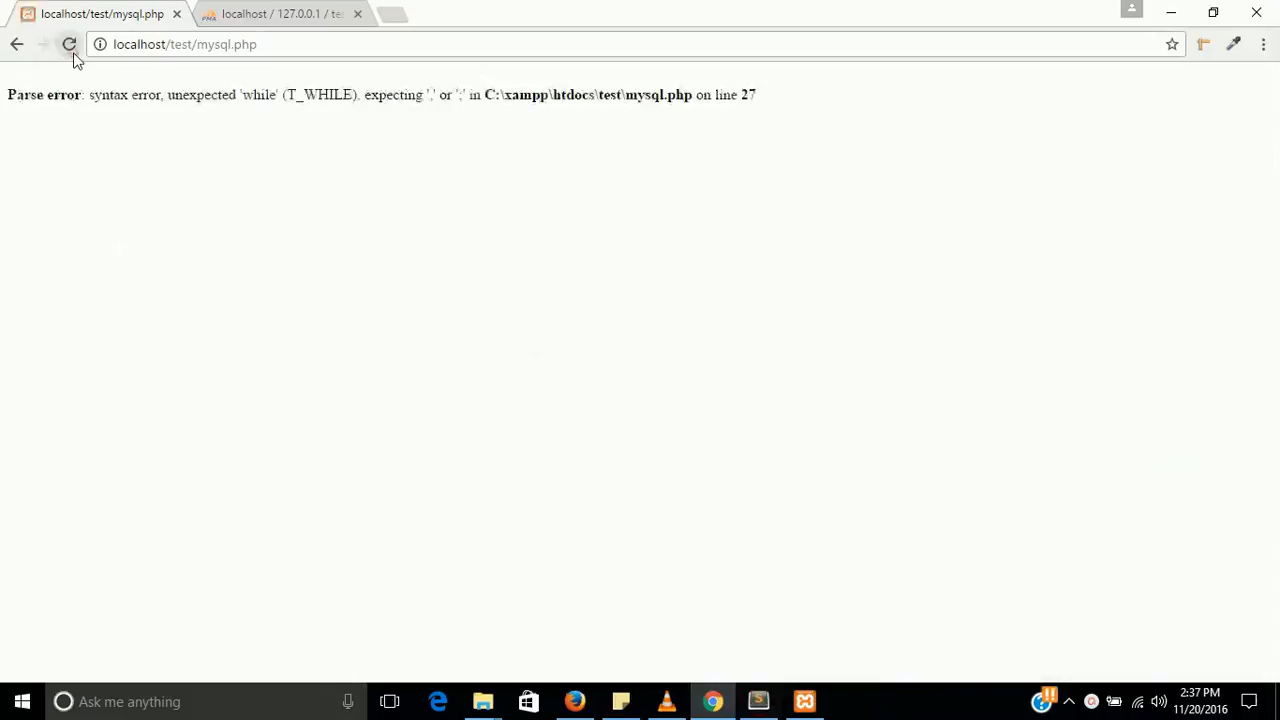 localhost/test/mysql.php
localhost / 127.0.0.1 / te
localhost/test/mysql.php
Parse error: syntax error, unexpected 'while' (T_WHILE), expecting ',' or ';' in C:\xampp\htdocs\test\mysql.php on line 27
Ask me anything
2:37 PM
11/20/2016